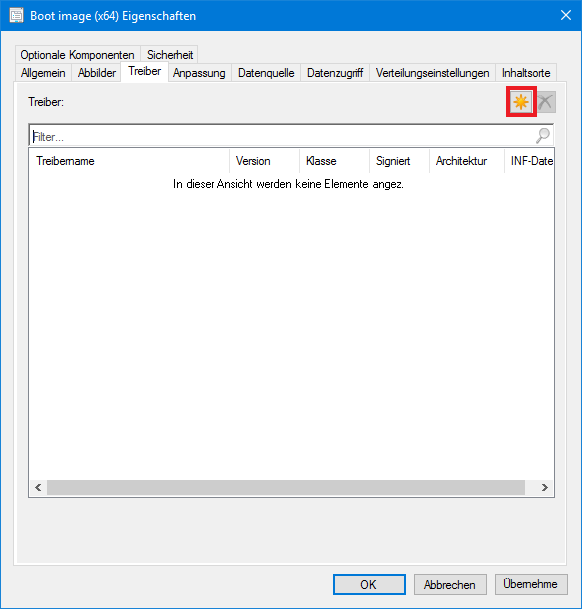 Boot image (x64) Eigenschaften
Optionale Komponenten Sicherheit
Allgemein Abbilder Treiber Anpassung Datenquelle Datenzugriff Verteilungseinstellungen Inhaltsorte
Treiber:
Filter...
Treibername Version Klasse Signiert Architektur INF-Date
In dieser Ansicht werden keine Elemente angez.
OK Abbrechen Übernehme